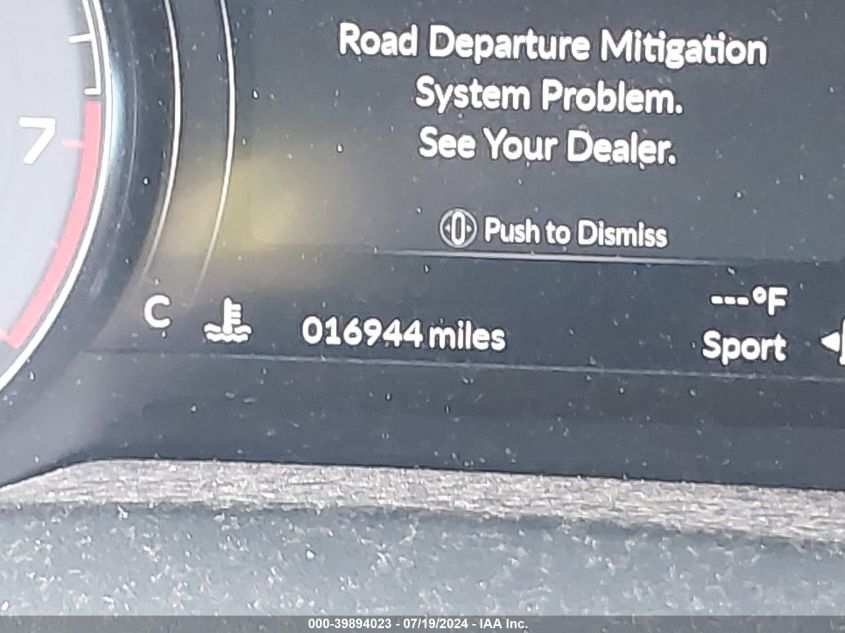 Road Departure Mitigation
System Problem.
See Your Dealer.
7
Push to Dismiss
C
016944 miles
---°F
Sport
000-39894023 - 07/19/2024 - IAA Inc.